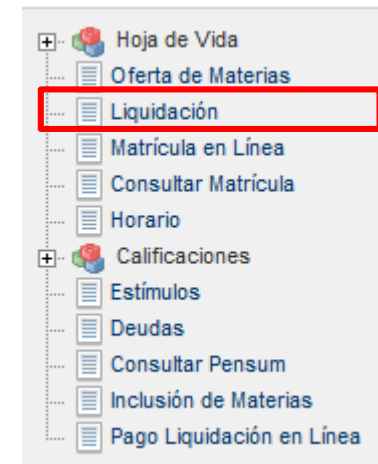 Hoja de Vida
Oferta de Materias
Liquidación
Matrícula en Línea
Consultar Matrícula
Horario
Calificaciones
Estímulos
Deudas
Consultar Pensum
Inclusión de Materias
Pago Liquidación en Línea